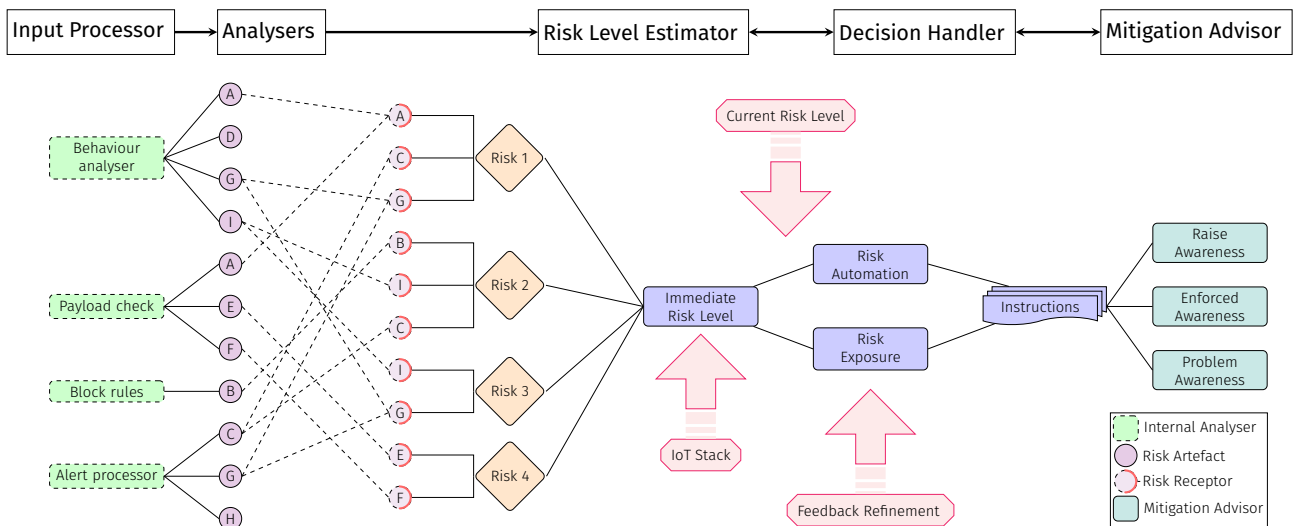 Input Processor
Analysers
Risk Level Estimator
Decision Handler
Mitigation Advisor
Behaviour
analyser
Payload check
Block rules
Alert processor
A
D
G
I
A
E
F
B
C
G
H
A
C
G
B
I
C
I
G
E
F
Risk 1
Risk 2
Risk 3
Risk 4
Immediate
Risk Level
IoT Stack
Current Risk Level
Risk
Automation
Risk
Exposure
Feedback Refinement
Instructions
Raise
Awareness
Enforced
Awareness
Problem
Awareness
Internal Analyser
Risk Artefact
Risk Receptor
Mitigation Advisor